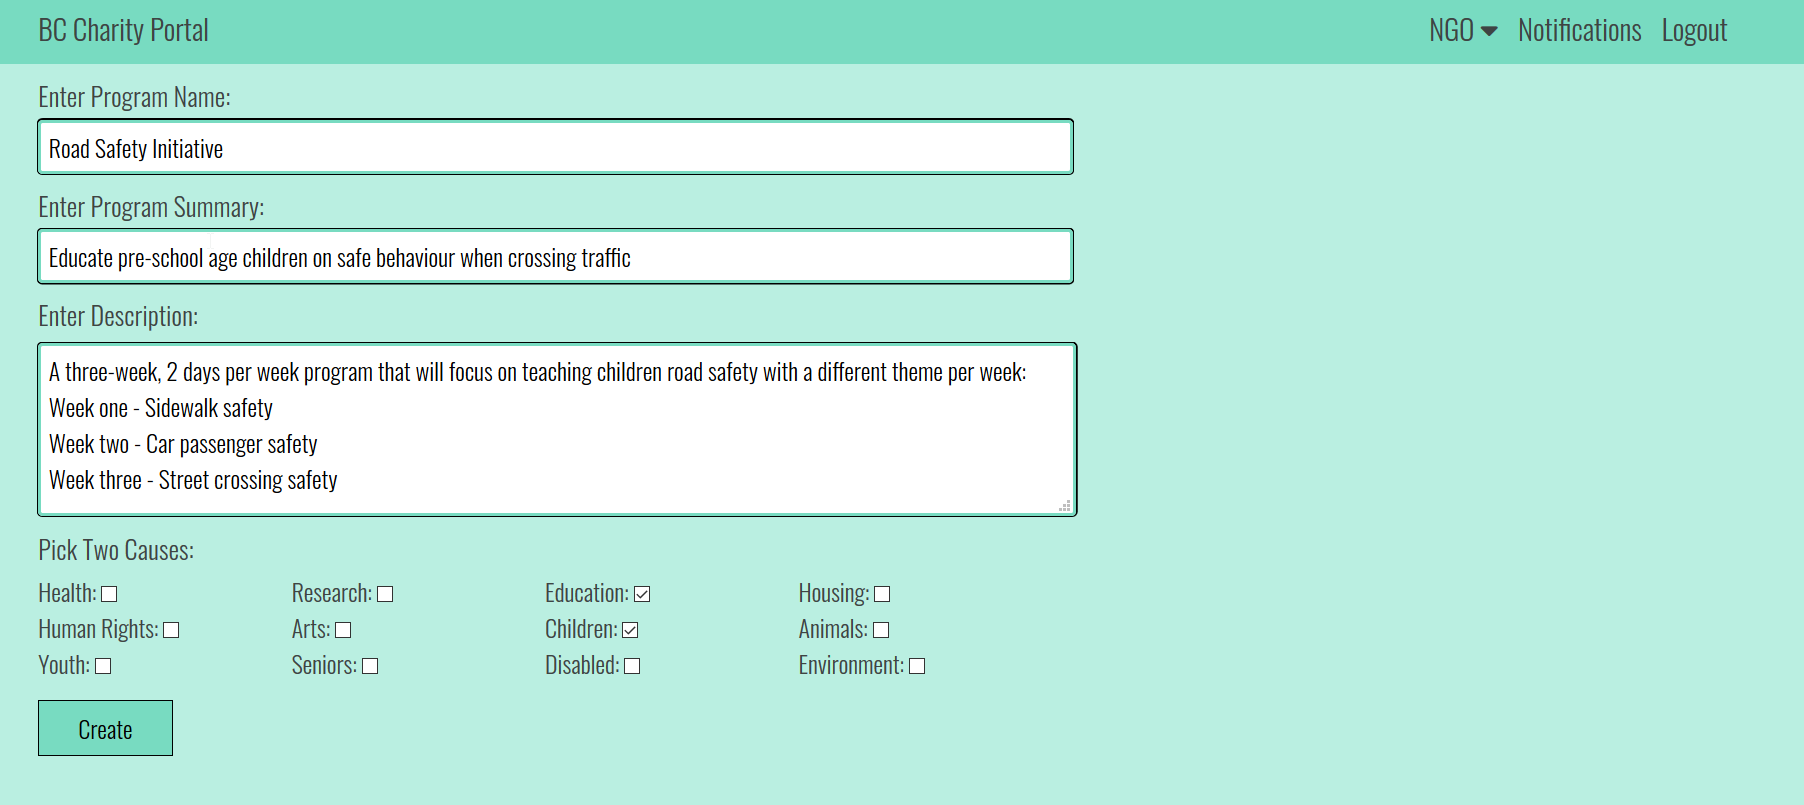 BC Charity Portal
NGO Notifications Logout
Enter Program Name:
Road Safety Initiative
Enter Program Summary:
Educate pre-school age children on safe behaviour when crossing traffic
Enter Description:
A three-week, 2 days per week program that will focus on teaching children road safety with a different theme per week:
Week one - Sidewalk safety
Week two - Car passenger safety
Week three - Street crossing safety
Pick Two Causes:
Health: Research: Education: Housing:
Human Rights: Arts: Children: Animals:
Youth: Seniors: Disabled: Environment:
Create